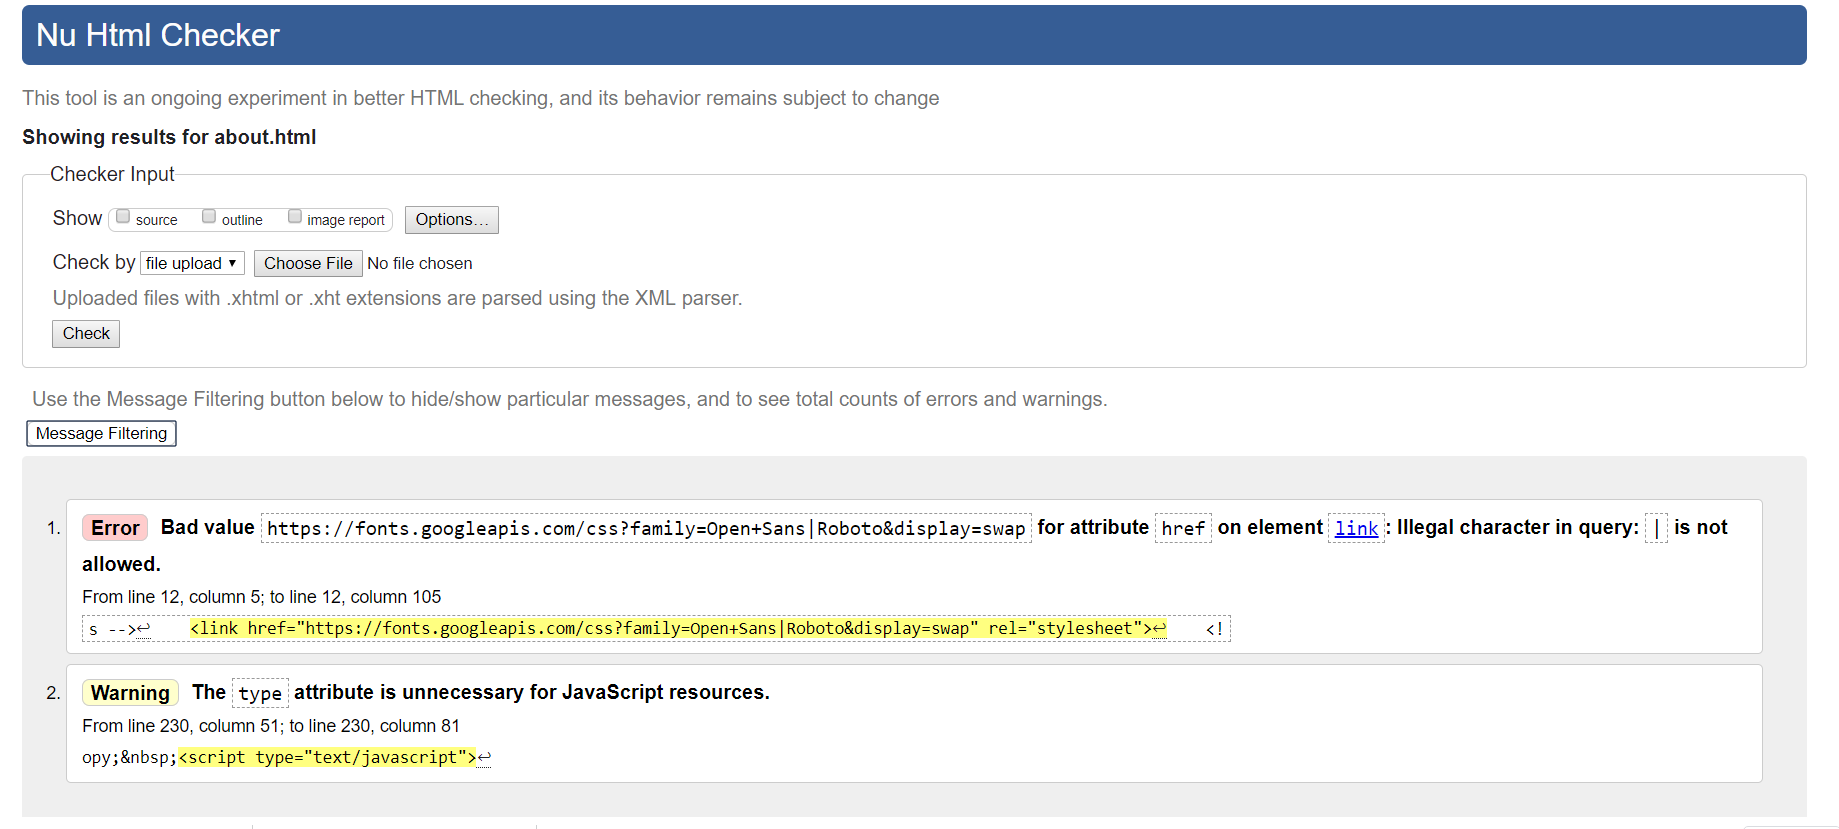 Nu Html Checker
This tool is an ongoing experiment in better HTML checking, and its behavior remains subject to change
Showing results for about.html
Checker Input
Show source outline image report Options…
Check by file upload ▼ Choose File No file chosen
Uploaded files with .xhtml or .xht extensions are parsed using the XML parser.
Check
Use the Message Filtering button below to hide/show particular messages, and to see total counts of errors and warnings.
Message Filtering
1. Error Bad value https://fonts.googleapis.com/css?family=Open+Sans|Roboto&display=swap for attribute href on element link: Illegal character in query: | is not
allowed.
From line 12, column 5; to line 12, column 105
s -->↩ <link href="https://fonts.googleapis.com/css?family=Open+Sans|Roboto&display=swap" rel="stylesheet">↩ <!
2. Warning The type attribute is unnecessary for JavaScript resources.
From line 230, column 51; to line 230, column 81
opy;&nbsp;<script type="text/javascript">↩